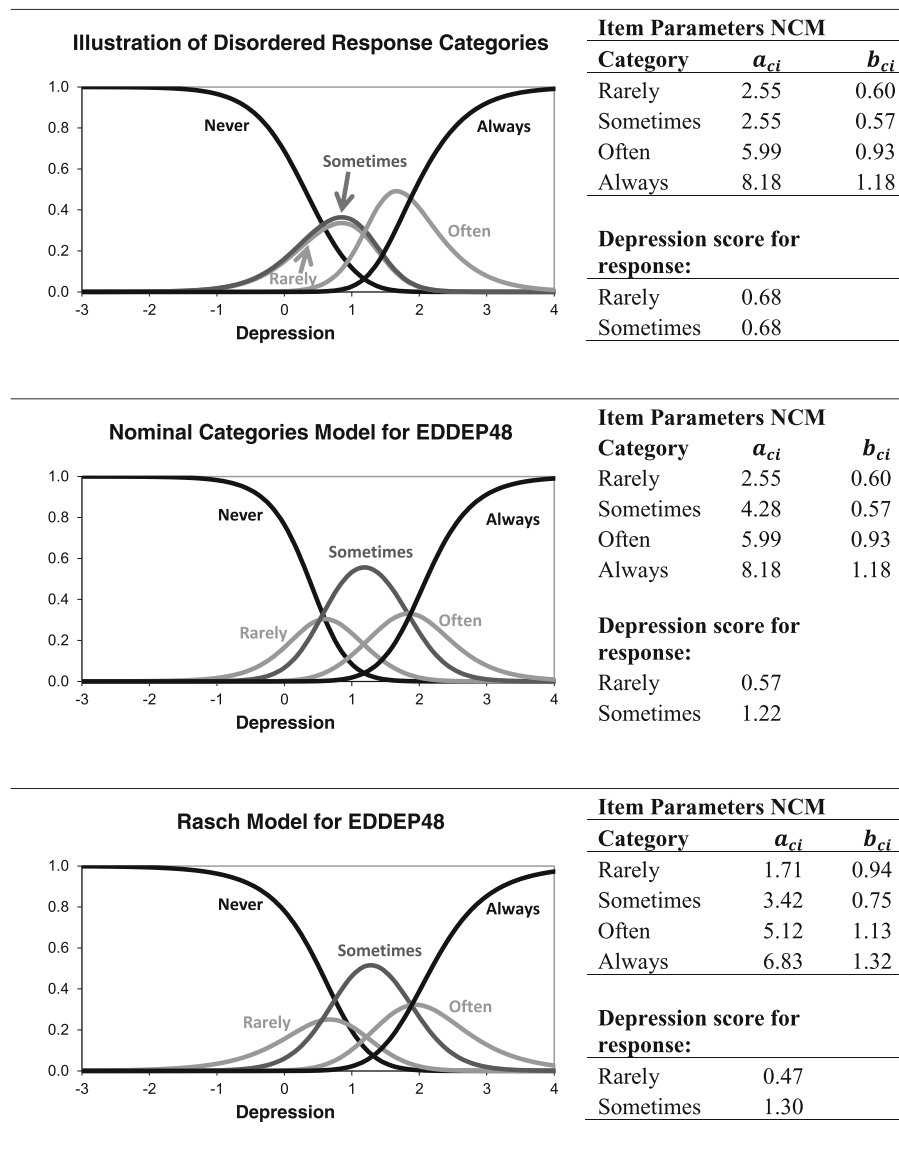 Illustration of Disordered Response Categories
1.0
0.8
0.6
0.4
0.2
0.0
Never
Always
Sometimes
Often
Rarely
-3 -2 -1 0 1 2 3 4
Depression
Item Parameters NCM
Category a_ci b_ci
Rarely 2.55 0.60
Sometimes 2.55 0.57
Often 5.99 0.93
Always 8.18 1.18
Depression score for
response:
Rarely 0.68
Sometimes 0.68
Nominal Categories Model for EDDEP48
1.0
0.8
0.6
0.4
0.2
0.0
Never
Always
Sometimes
Rarely
Often
-3 -2 -1 0 1 2 3 4
Depression
Item Parameters NCM
Category a_ci b_ci
Rarely 2.55 0.60
Sometimes 4.28 0.57
Often 5.99 0.93
Always 8.18 1.18
Depression score for
response:
Rarely 0.57
Sometimes 1.22
Rasch Model for EDDEP48
1.0
0.8
0.6
0.4
0.2
0.0
Never
Always
Sometimes
Rarely
Often
-3 -2 -1 0 1 2 3 4
Depression
Item Parameters NCM
Category a_ci b_ci
Rarely 1.71 0.94
Sometimes 3.42 0.75
Often 5.12 1.13
Always 6.83 1.32
Depression score for
response:
Rarely 0.47
Sometimes 1.30